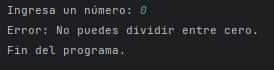 Ingresa un número: 0
Error: No puedes dividir entre cero.
Fin del programa.